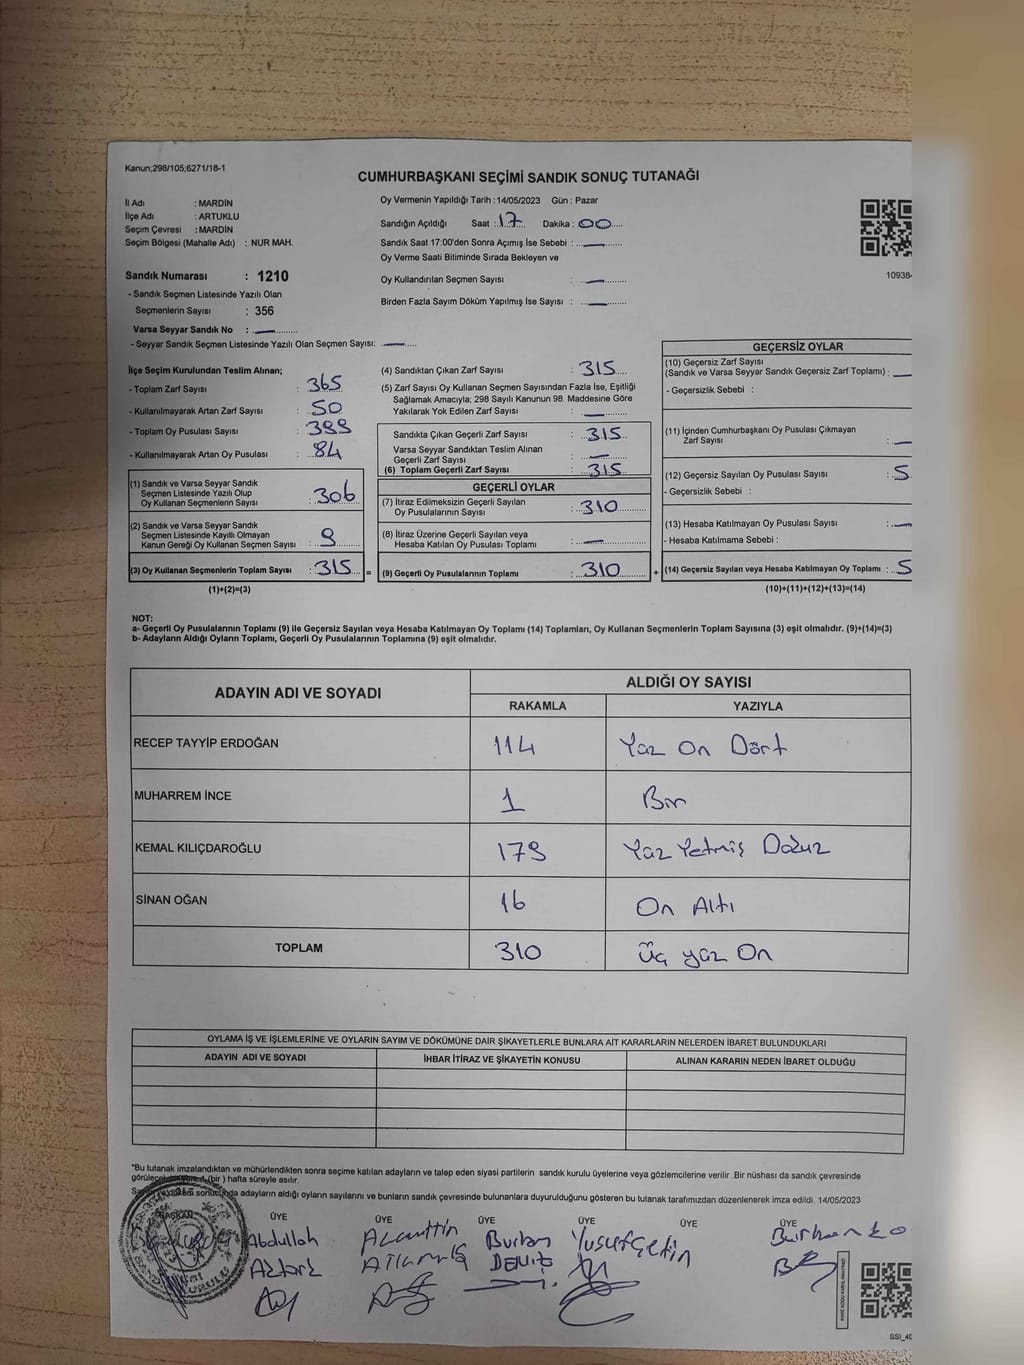 Kanun;298/105;6271/18-1
CUMHURBAŞKANI SEÇİMİ SANDIK SONUÇ TUTANAĞI
İl Adı : MARDİN
İlçe Adı : ARTUKLU
Seçim Çevresi : MARDİN
Seçim Bölgesi (Mahalle Adı) : NUR MAH.
Oy Vermenin Yapıldığı Tarih : 14/05/2023 Gün : Pazar
Sandığın Açıldığı Saat : 17 Dakika : 00
Sandık Saat 17:00'den Sonra Açımış İse Sebebi : —
Oy Verme Saati Bitiminde Sırada Bekleyen ve
Oy Kullandırılan Seçmen Sayısı : —
Birden Fazla Sayım Döküm Yapılmış İse Sayısı : —
10938
Sandık Numarası : 1210
- Sandık Seçmen Listesinde Yazılı Olan
Seçmenlerin Sayısı : 356
Varsa Seyyar Sandık No : —
- Seyyar Sandık Seçmen Listesinde Yazılı Olan Seçmen Sayısı: —
İlçe Seçim Kurulundan Teslim Alınan;
- Toplam Zarf Sayısı : 365
- Kullanılmayarak Artan Zarf Sayısı : 50
- Toplam Oy Pusulası Sayısı : 399
- Kullanılmayarak Artan Oy Pusulası : 84
(1) Sandık ve Varsa Seyyar Sandık
Seçmen Listesinde Yazılı Olup
Oy Kullanan Seçmenlerin Sayısı : 306
(2) Sandık ve Varsa Seyyar Sandık
Seçmen Listesinde Kayıtlı Olmayan
Kanun Gereği Oy Kullanan Seçmen Sayısı : 9
(3) Oy Kullanan Seçmenlerin Toplam Sayısı : 315 =
(1)+(2)=(3)
(4) Sandıktan Çıkan Zarf Sayısı : 315
(5) Zarf Sayısı Oy Kullanan Seçmen Sayısından Fazla İse, Eşitliği
Sağlamak Amacıyla; 298 Sayılı Kanunun 98. Maddesine Göre
Yakılarak Yok Edilen Zarf Sayısı : —
Sandıkta Çıkan Geçerli Zarf Sayısı : 315
Varsa Seyyar Sandıktan Teslim Alınan
Geçerli Zarf Sayısı : —
(6) Toplam Geçerli Zarf Sayısı : 315
GEÇERLİ OYLAR
(7) İtiraz Edilmeksizin Geçerli Sayılan
Oy Pusulalarının Sayısı : 310
(8) İtiraz Üzerine Geçerli Sayılan veya
Hesaba Katılan Oy Pusulası Toplamı : —
(9) Geçerli Oy Pusulalarının Toplamı : 310 +
GEÇERSİZ OYLAR
(10) Geçersiz Zarf Sayısı
(Sandık ve Varsa Seyyar Sandık Geçersiz Zarf Toplamı) : —
- Geçersizlik Sebebi :
(11) İçinden Cumhurbaşkanı Oy Pusulası Çıkmayan
Zarf Sayısı : —
(12) Geçersiz Sayılan Oy Pusulası Sayısı : 5
- Geçersizlik Sebebi :
(13) Hesaba Katılmayan Oy Pusulası Sayısı : —
- Hesaba Katılmama Sebebi :
(14) Geçersiz Sayılan veya Hesaba Katılmayan Oy Toplamı : 5
(10)+(11)+(12)+(13)=(14)
NOT:
a- Geçerli Oy Pusulalarının Toplamı (9) ile Geçersiz Sayılan veya Hesaba Katılmayan Oy Toplamı (14) Toplamları, Oy Kullanan Seçmenlerin Toplam Sayısına (3) eşit olmalıdır. (9)+(14)=(3)
b- Adayların Aldığı Oyların Toplamı, Geçerli Oy Pusulalarının Toplamına (9) eşit olmalıdır.
ADAYIN ADI VE SOYADI
ALDIĞI OY SAYISI
RAKAMLA YAZIYLA
RECEP TAYYİP ERDOĞAN 114 Yüz On Dört
MUHARREM İNCE 1 Bir
KEMAL KILIÇDAROĞLU 179 Yüz Yetmiş Dokuz
SİNAN OĞAN 16 On Altı
TOPLAM 310 Üç yüz On
OYLAMA İŞ VE İŞLEMLERİNE VE OYLARIN SAYIM VE DÖKÜMÜNE DAİR ŞİKAYETLERLE BUNLARA AİT KARARLARIN NELERDEN İBARET BULUNDUKLARI
ADAYIN ADI VE SOYADI İHBAR İTİRAZ VE ŞİKAYETİN KONUSU ALINAN KARARIN NEDEN İBARET OLDUĞU
"Bu tutanak imzalandıktan ve mühürlendikten sonra seçime katılan adayların ve talep eden siyasi partilerin sandık kurulu üyelerine veya gözlemcilerine verilir .Bir nüshası da sandık çevresinde
(bir ) hafta süreyle asılır.
adayların aldığı oyların sayılarını ve bunların sandık çevresinde bulunanlara duyurulduğunu gösteren bu tutanak tarafımızdan düzenlenerek imza edildi. 14/05/2023
BAŞKAN ÜYE ÜYE ÜYE ÜYE ÜYE ÜYE
Abdullah Alauttin Burhan Yusuf Çetin Burhan
DENİZ